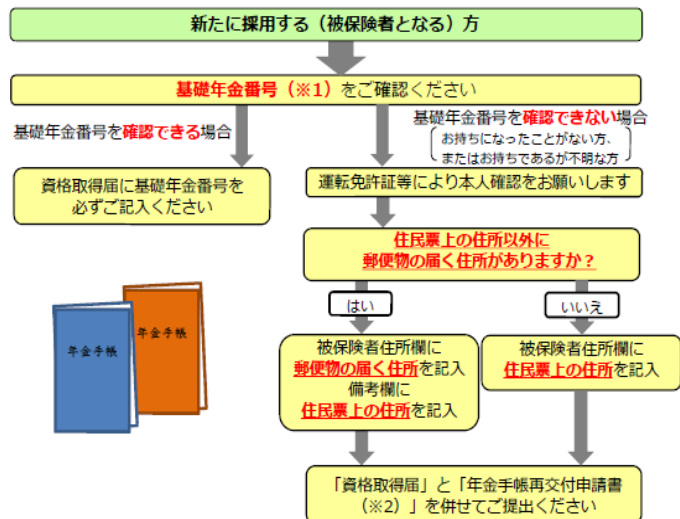 新たに採用する（被保険者となる）方
基礎年金番号（※1）をご確認ください
基礎年金番号を確認できる場合
基礎年金番号を確認できない場合
お持ちになったことがない方、
またはお持ちであるが不明な方
資格取得届に基礎年金番号を
必ずご記入ください
運転免許証等により本人確認をお願いします
住民票上の住所以外に
郵便物の届く住所がありますか？
はい
いいえ
年金手帳
年金手帳
被保険者住所欄に
郵便物の届く住所を記入
備考欄に
住民票上の住所を記入
被保険者住所欄に
住民票上の住所を記入
「資格取得届」と「年金手帳再交付申請書
（※2）」を併せてご提出ください